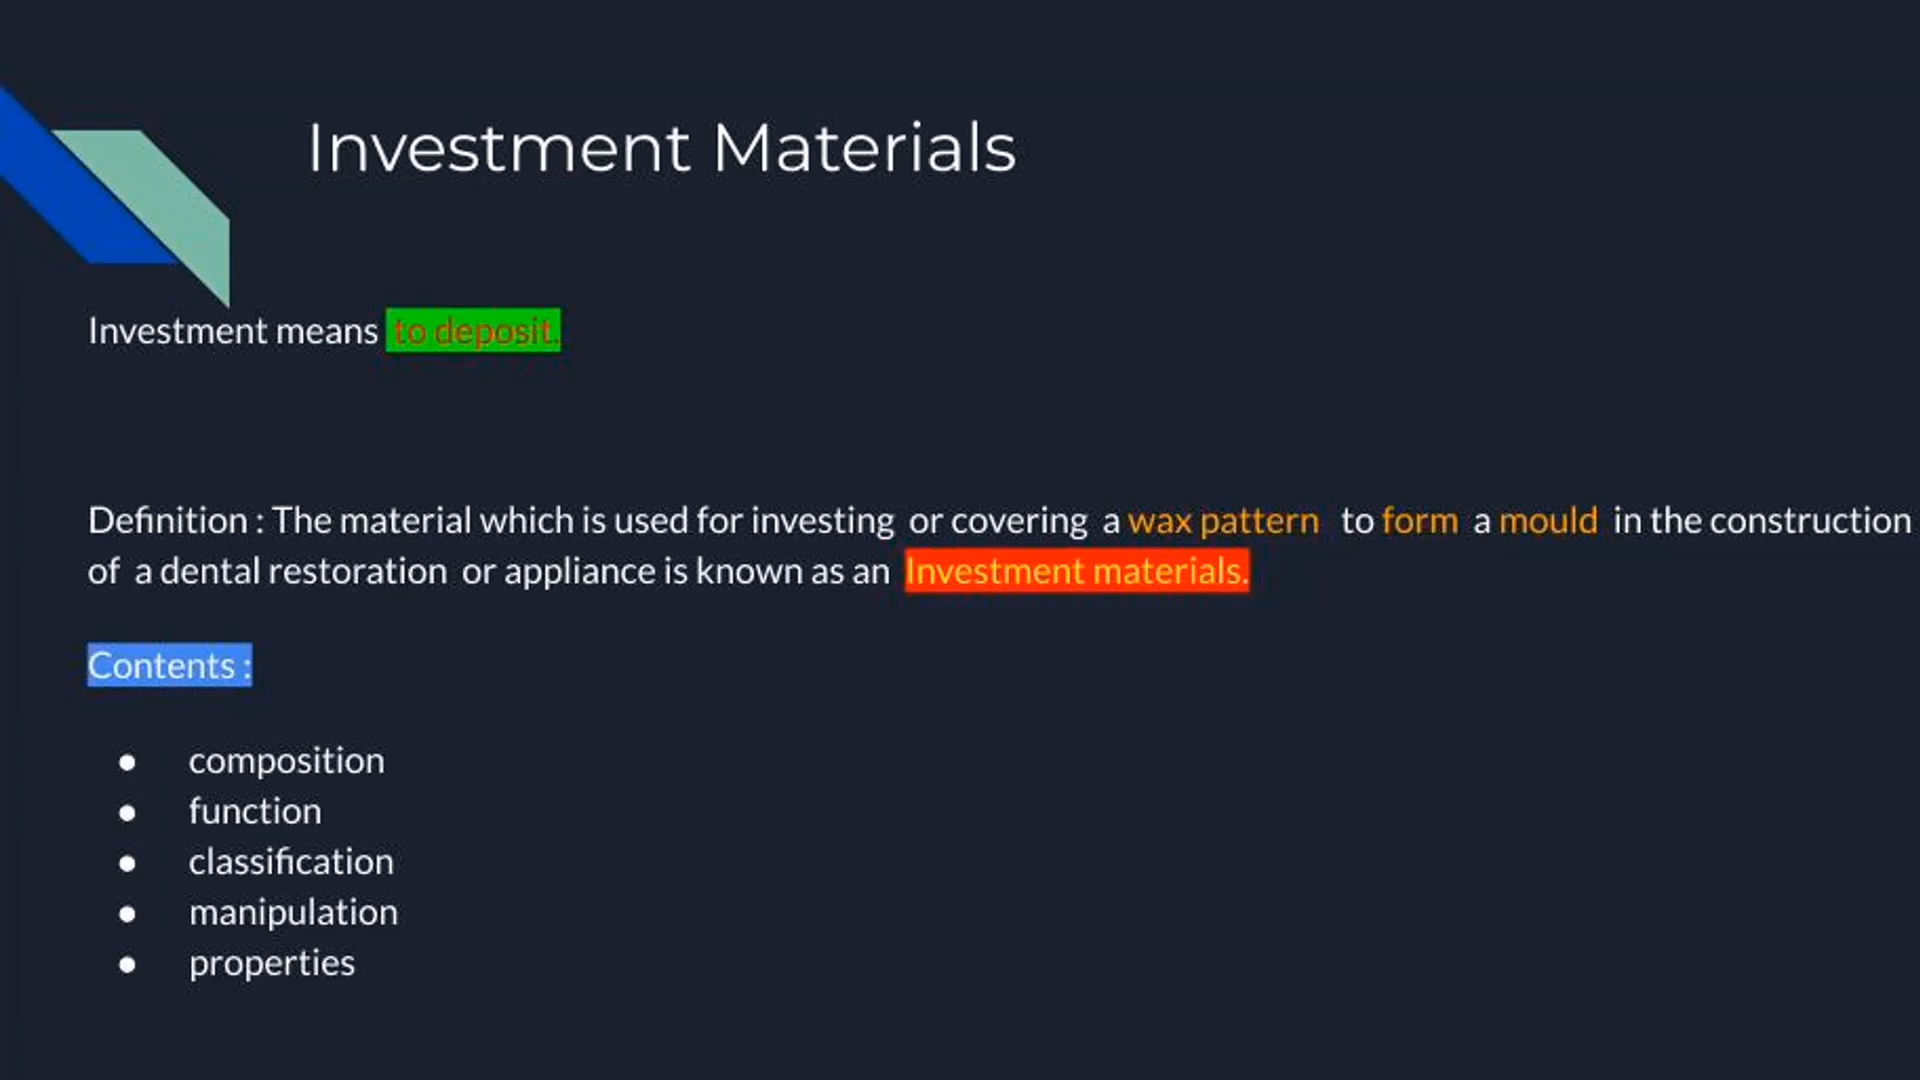 Investment Materials
Investment means to deposit.
Definition : The material which is used for investing or covering a wax pattern to form a mould in the construction
of a dental restoration or appliance is known as an Investment materials.
Contents :
● composition
● function
● classification
● manipulation
● properties